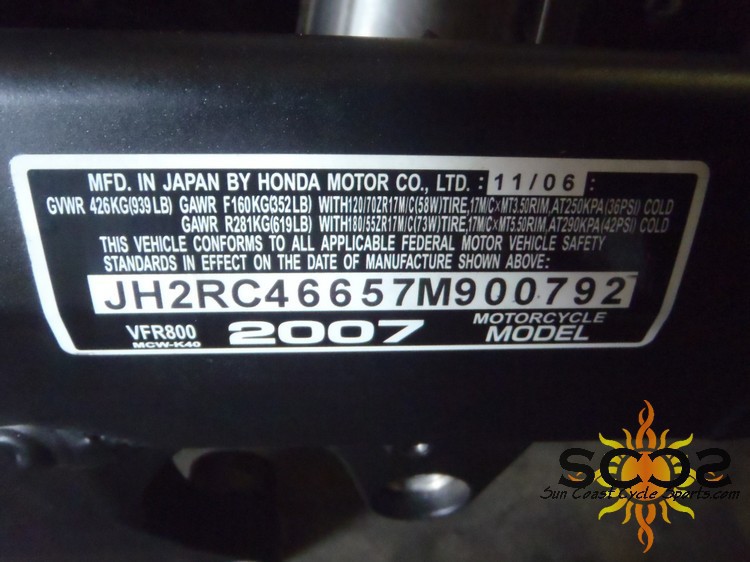 MFD. IN JAPAN BY HONDA MOTOR CO., LTD. : 11/06 :
GVWR 426KG(939LB) GAWR F160KG(352LB) WITH120/70ZR17M/C(58W)TIRE,17M/C×MT3.50RIM,AT250KPA(36PSI) COLD
GAWR R281KG(619LB) WITH180/55ZR17M/C(73W)TIRE,17M/C×MT5.50RIM,AT290KPA(42PSI) COLD
THIS VEHICLE CONFORMS TO ALL APPLICABLE FEDERAL MOTOR VEHICLE SAFETY
STANDARDS IN EFFECT ON THE DATE OF MANUFACTURE SHOWN ABOVE:
JH2RC46657M900792
VFR800 2007 MOTORCYCLE
MCW-K40 MODEL
SCCS
Sun Coast Cycle Sports.com